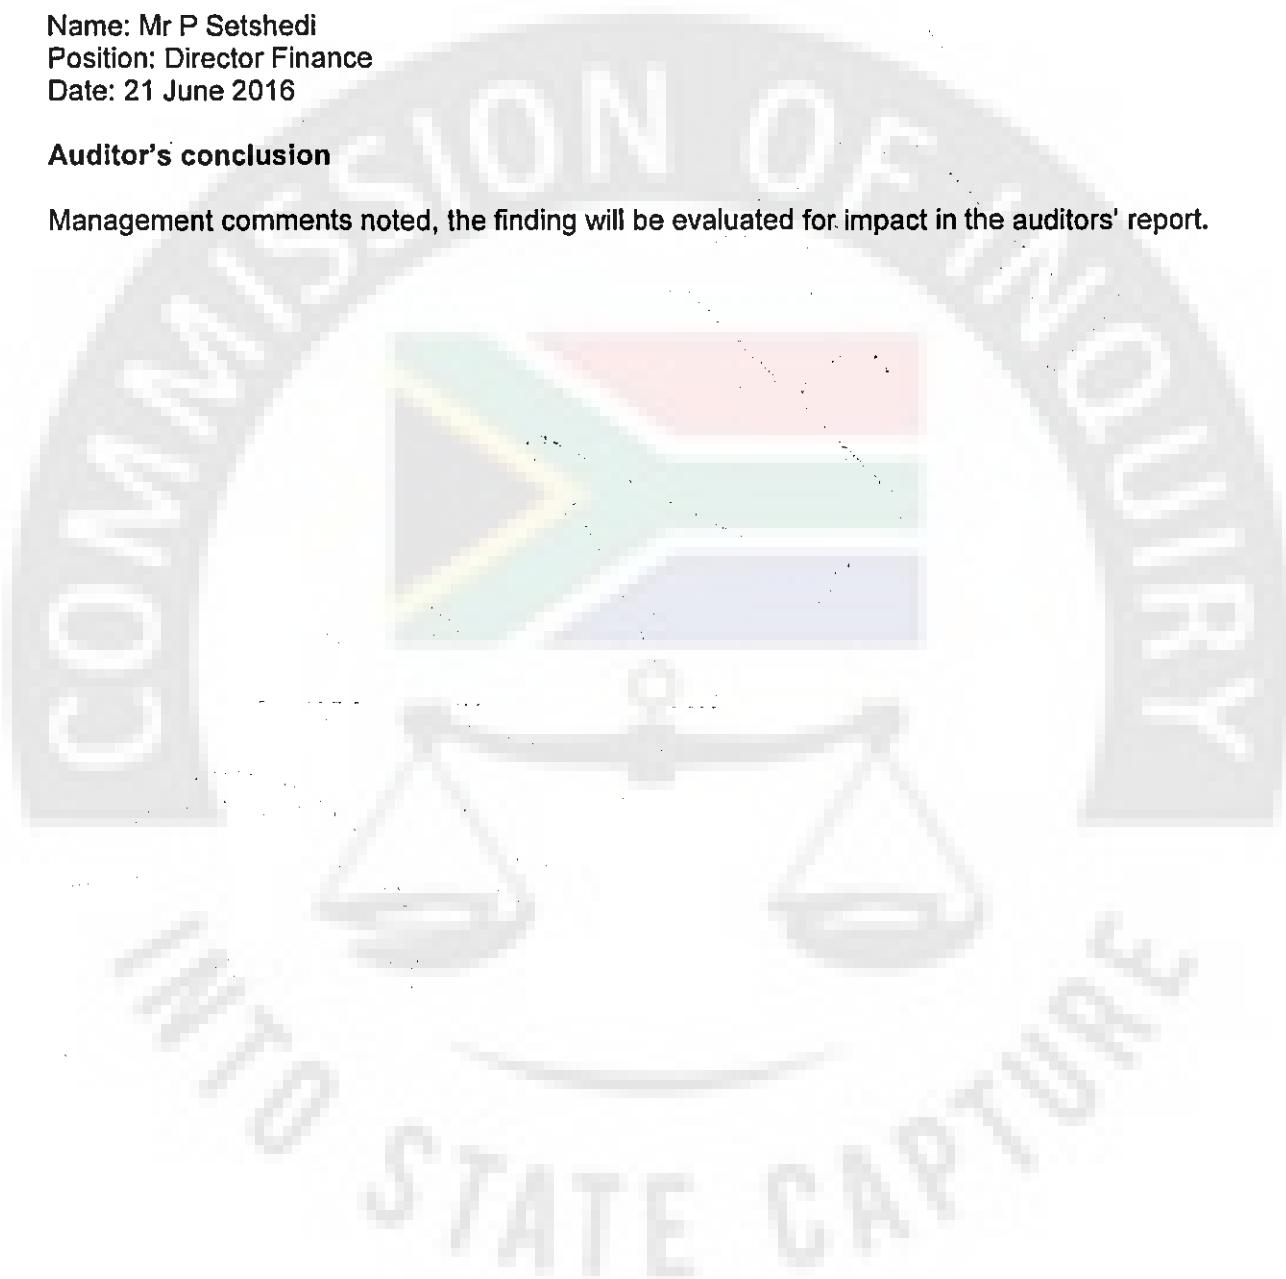 Name: Mr P Setshedi
Position: Director Finance
Date: 21 June 2016
Auditor's conclusion
Management comments noted, the finding will be evaluated for impact in the auditors' report.
COMMISSION OF INQUIRY
INTO STATE CAPTURE